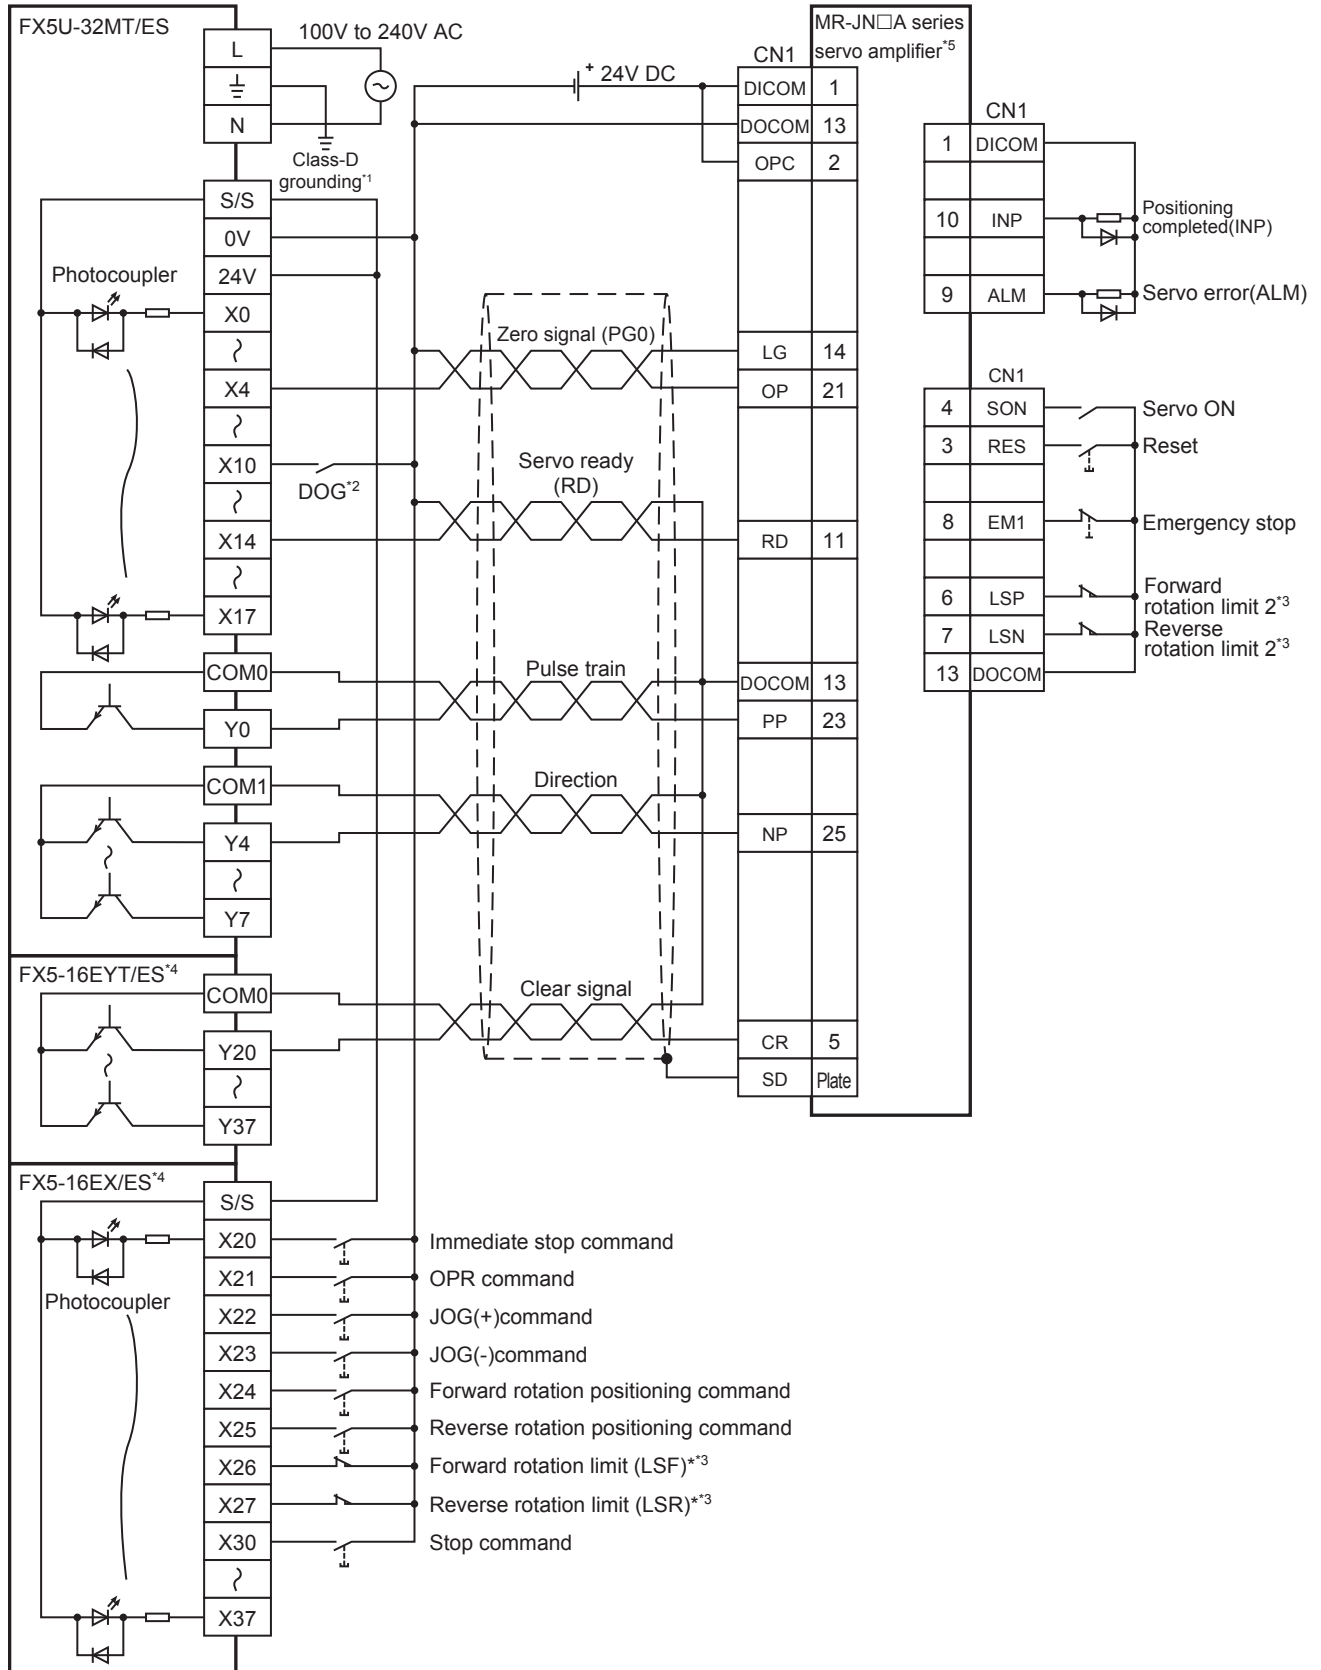 FX5U-32MT/ES
100V to 240V AC
L
N
Class-D
grounding*1
S/S
0V
24V
Photocoupler
X0
X4
X10
DOG*2
X14
X17
COM0
Y0
COM1
Y4
Y7
FX5-16EYT/ES*4
COM0
Y20
Y37
FX5-16EX/ES*4
S/S
X20
Immediate stop command
X21
OPR command
Photocoupler
X22
JOG(+)command
X23
JOG(-)command
X24
Forward rotation positioning command
X25
Reverse rotation positioning command
X26
Forward rotation limit (LSF)**3
X27
Reverse rotation limit (LSR)**3
X30
Stop command
X37
+ 24V DC
Zero signal (PG0)
Servo ready
(RD)
Pulse train
Direction
Clear signal
MR-JN□A series
servo amplifier*5
CN1
DICOM 1
DOCOM 13
OPC 2
LG 14
OP 21
RD 11
DOCOM 13
PP 23
NP 25
CR 5
SD Plate
CN1
1 DICOM
10 INP
Positioning
completed(INP)
9 ALM Servo error(ALM)
CN1
4 SON Servo ON
3 RES Reset
8 EM1 Emergency stop
6 LSP
Forward
rotation limit 2*3
7 LSN
Reverse
rotation limit 2*3
13 DOCOM